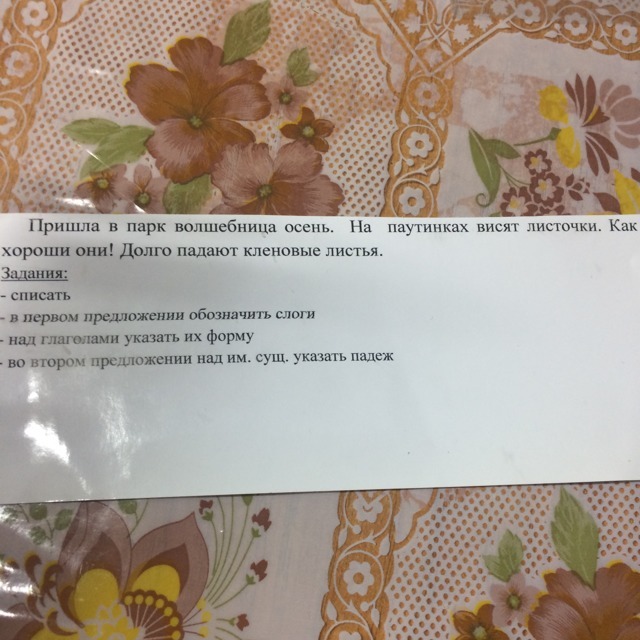 Пришла в парк волшебница осень. На паутинках висят листочки. Как
хороши они! Долго падают кленовые листья.
Задания:
- списать
- в первом предложении обозначить слоги
- над глаголами указать их форму
- во втором предложении над им. сущ. указать падеж